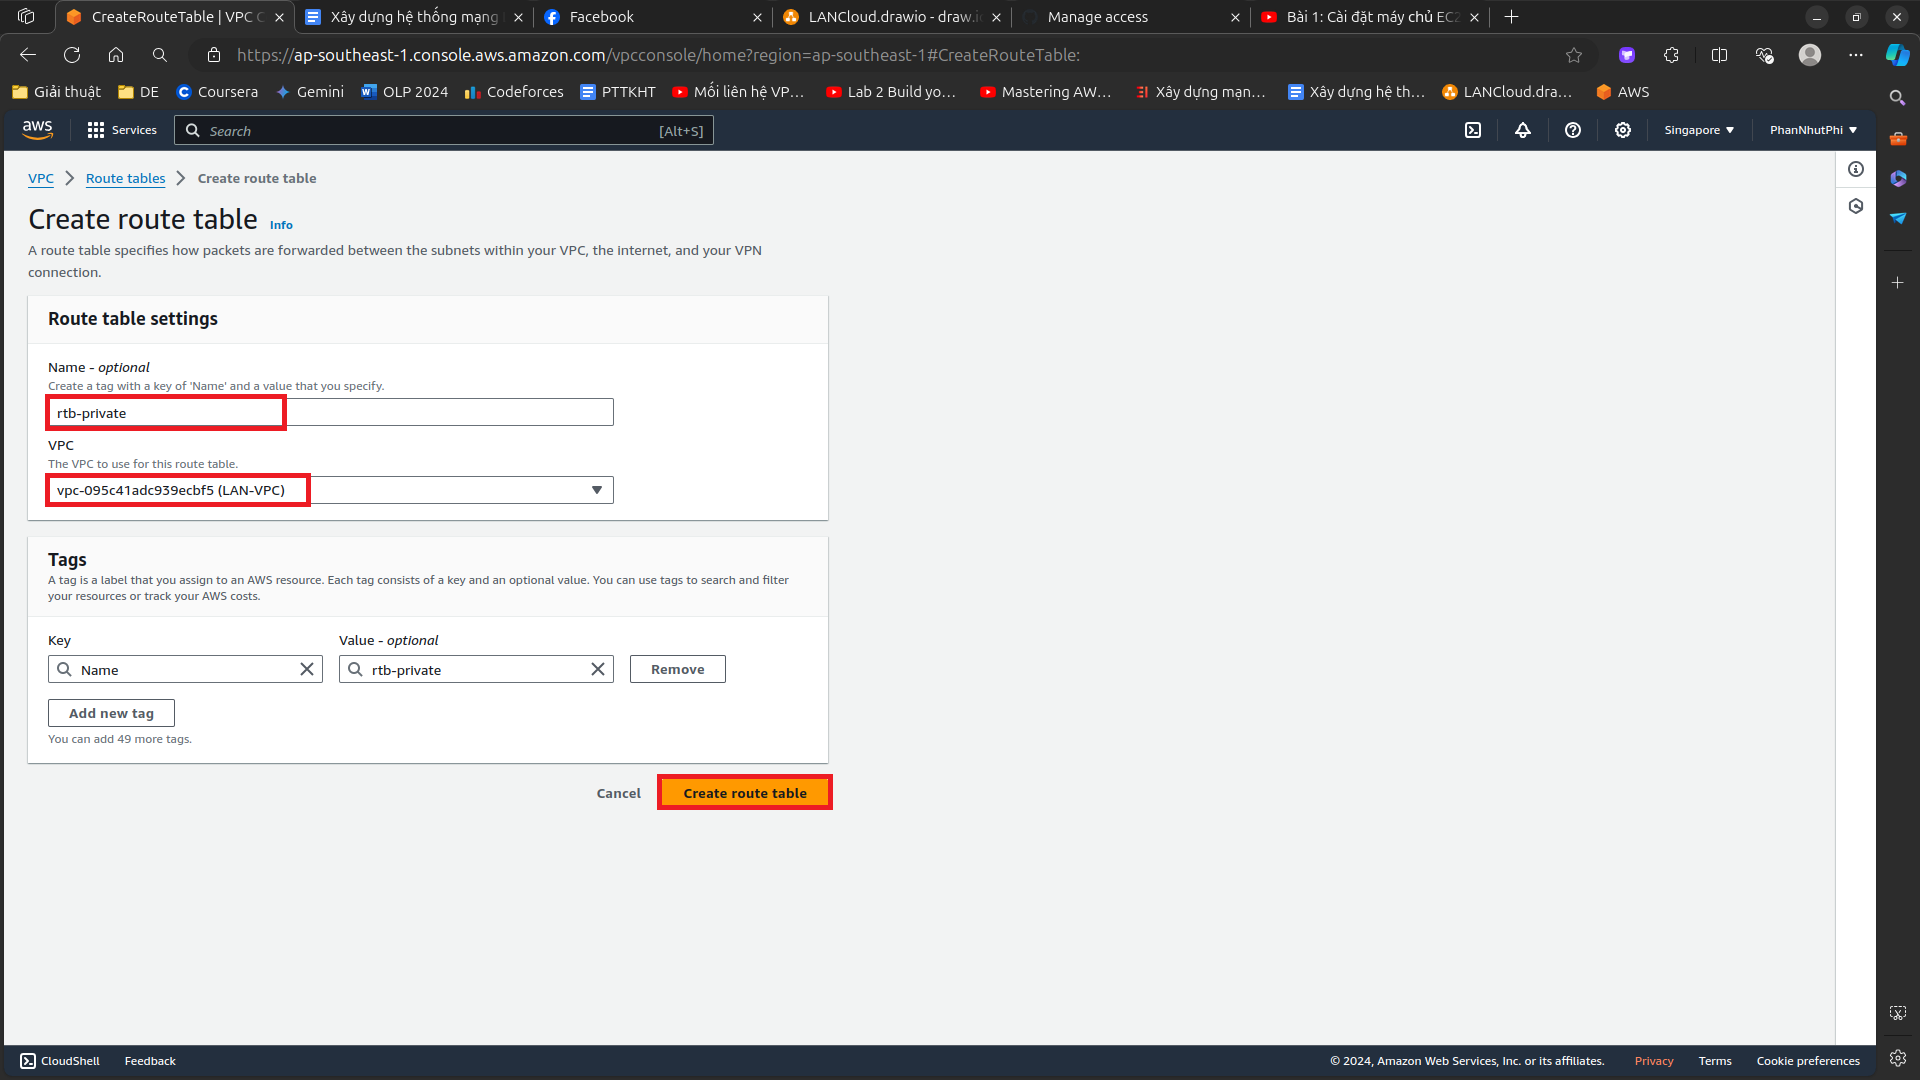 CreateRouteTable | VPC C
Xây dựng hệ thống mạng
Facebook
LANCloud.drawio - draw.i
Manage access
Bài 1: Cài đặt máy chủ EC2
https://ap-southeast-1.console.aws.amazon.com/vpcconsole/home?region=ap-southeast-1#CreateRouteTable:
Giải thuật
DE
Coursera
Gemini
OLP 2024
Codeforces
PTTKHT
Mối liên hệ VP...
Lab 2 Build yo...
Mastering AW...
Xây dựng mạn...
Xây dựng hệ th...
LANCloud.dra...
AWS
aws
Services
Search
[Alt+S]
Singapore
PhanNhutPhi
VPC
Route tables
Create route table
Create route table
Info
A route table specifies how packets are forwarded between the subnets within your VPC, the internet, and your VPN
connection.
Route table settings
Name - optional
Create a tag with a key of 'Name' and a value that you specify.
rtb-private
VPC
The VPC to use for this route table.
vpc-095c41adc939ecbf5 (LAN-VPC)
Tags
A tag is a label that you assign to an AWS resource. Each tag consists of a key and an optional value. You can use tags to search and filter
your resources or track your AWS costs.
Key
Value - optional
Name
rtb-private
Remove
Add new tag
You can add 49 more tags.
Cancel
Create route table
CloudShell
Feedback
© 2024, Amazon Web Services, Inc. or its affiliates.
Privacy
Terms
Cookie preferences